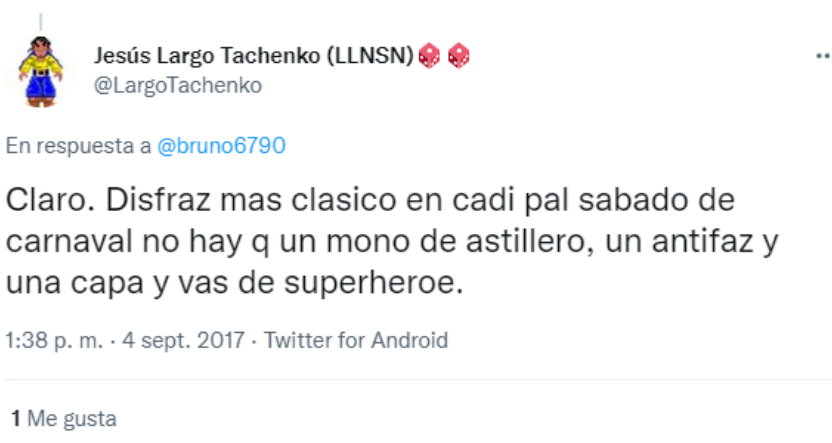 Jesús Largo Tachenko (LLNSN)🎲🎲
@LargoTachenko
En respuesta a @bruno6790
Claro. Disfraz mas clasico en cadi pal sabado de
carnaval no hay q un mono de astillero, un antifaz y
una capa y vas de superheroe.
1:38 p. m. · 4 sept. 2017 · Twitter for Android
1 Me gusta